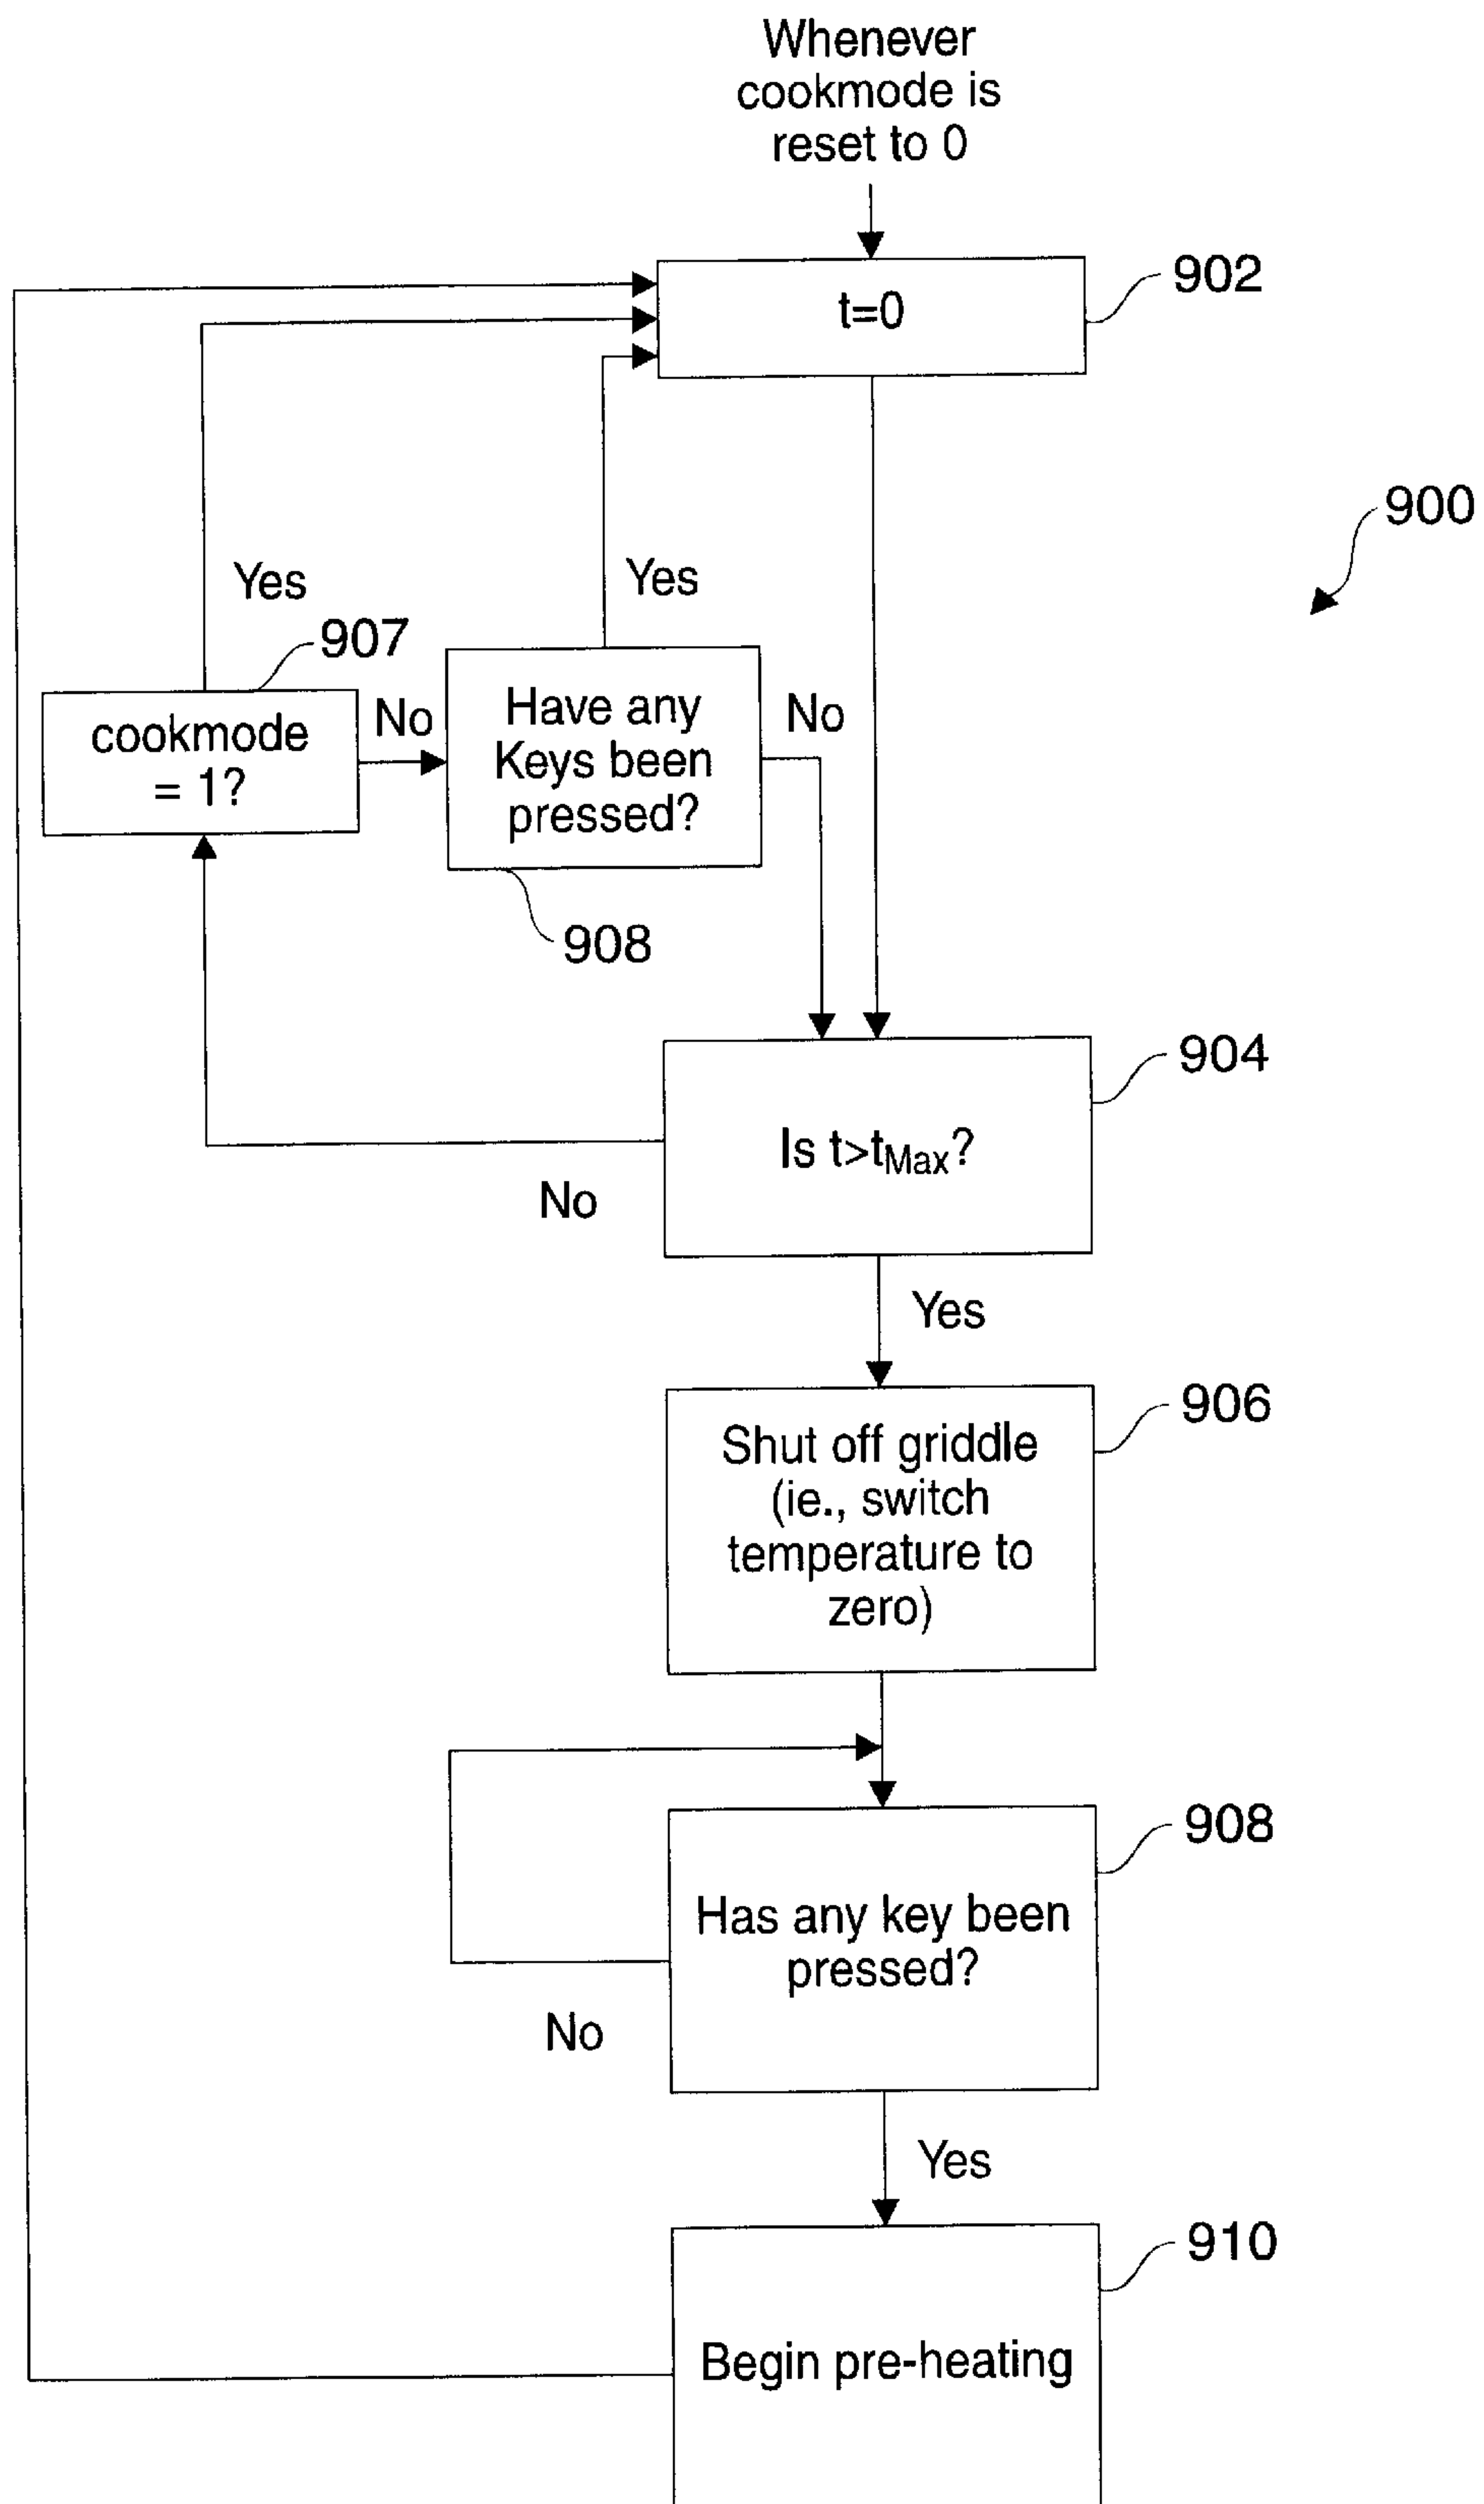 Whenever
cookmode is
reset to 0
t=0
902
900
Yes
Yes
907
cookmode
= 1?
No
Have any
Keys been
pressed?
No
908
904
Is t>tMax?
No
Yes
906
Shut off griddle
(ie., switch
temperature to
zero)
908
Has any key been
pressed?
No
Yes
910
Begin pre-heating